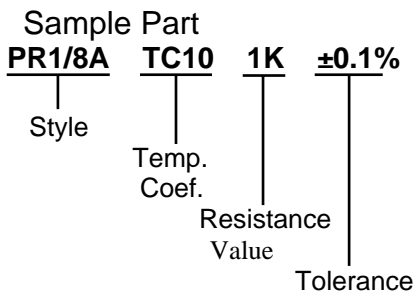 Sample Part
PR1/8A TC10 1K ±0.1%
Style
Temp.
Coef.
Resistance
Value
Tolerance